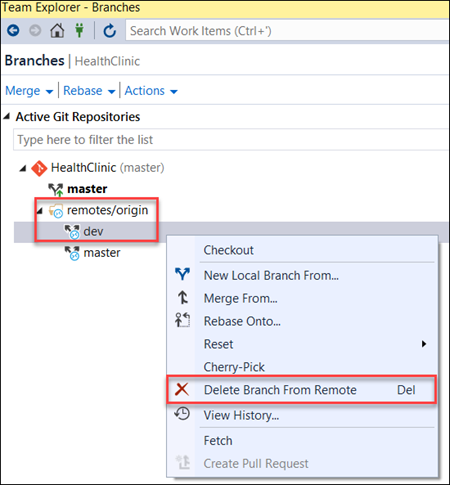 Team Explorer - Branches
Search Work Items (Ctrl+')
Branches | HealthClinic
Merge Rebase Actions
Active Git Repositories
Type here to filter the list
HealthClinic (master)
master
remotes/origin
dev
master
Checkout
New Local Branch From...
Merge From...
Rebase Onto...
Reset
Cherry-Pick
Delete Branch From Remote Del
View History...
Fetch
Create Pull Request